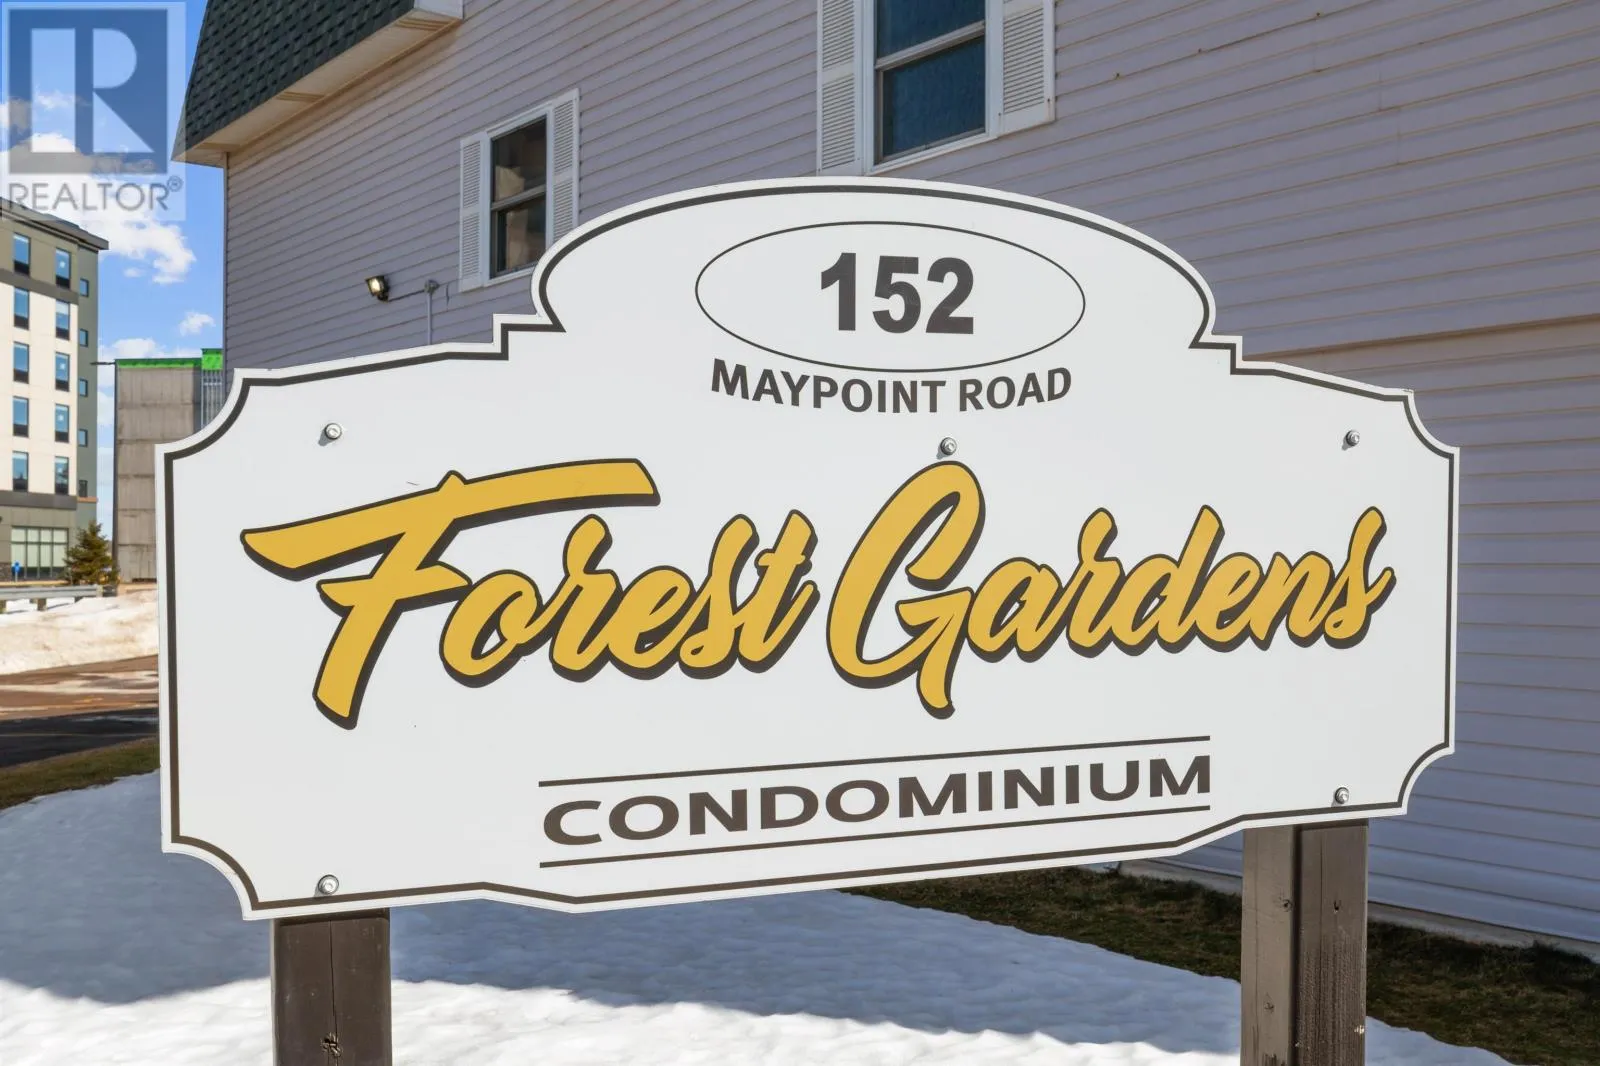 R
REALTOR®
152
MAYPOINT ROAD
Forest Gardens
CONDOMINIUM